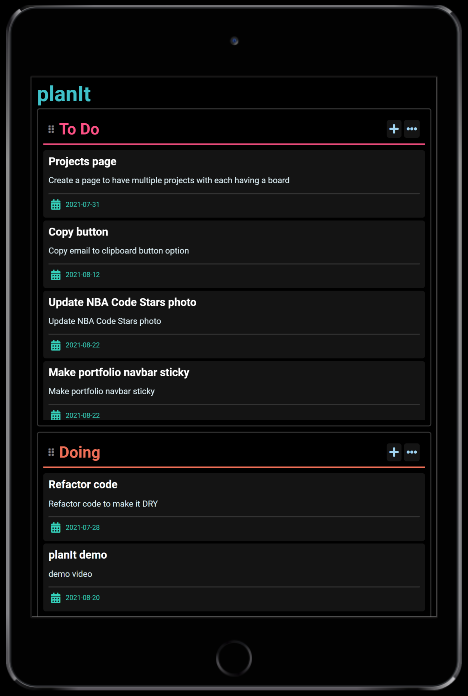 planIt
To Do
Projects page
Create a page to have multiple projects with each having a board
2021-07-31
Copy button
Copy email to clipboard button option
2021-08-12
Update NBA Code Stars photo
Update NBA Code Stars photo
2021-08-22
Make portfolio navbar sticky
Make portfolio navbar sticky
2021-08-22
Doing
Refactor code
Refactor code to make it DRY
2021-07-28
planIt demo
demo video
2021-08-20